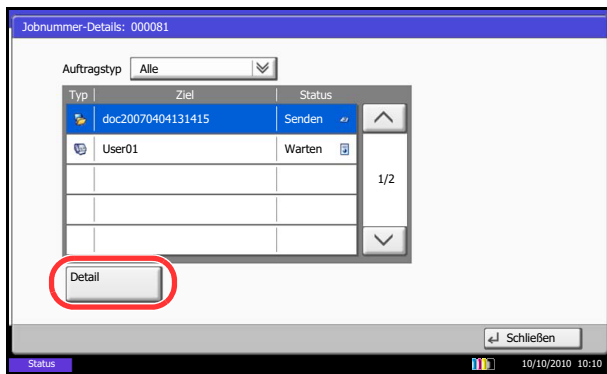 Jobnummer-Details: 000081
Auftragstyp Alle
Typ Ziel Status
doc20070404131415 Senden
User01 Warten
1/2
Detail
Schließen
Status 10/10/2010 10:10